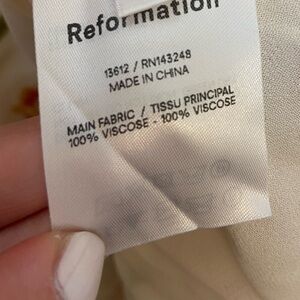 Reformation
13612 / RN143248
MADE IN CHINA
MAIN FABRIC / TISSU PRINCIPAL
100% VISCOSE - 100% VISCOSE